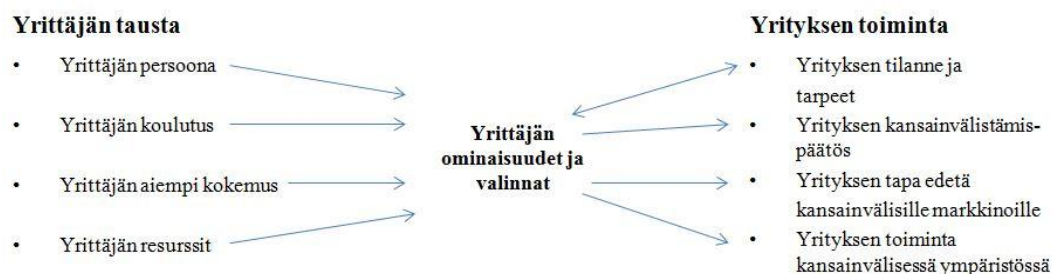 Yrittäjän tausta
• Yrittäjän persoona
• Yrittäjän koulutus
• Yrittäjän aiempi kokemus
• Yrittäjän resurssit
Yrittäjän
ominaisuudet ja
valinnat
Yrityksen toiminta
• Yrityksen tilanne ja
tarpeet
• Yrityksen kansainvälistämis-
päätös
• Yrityksen tapa edetä
kansainvälisille markkinoille
• Yrityksen toiminta
kansainvälisessä ympäristössä